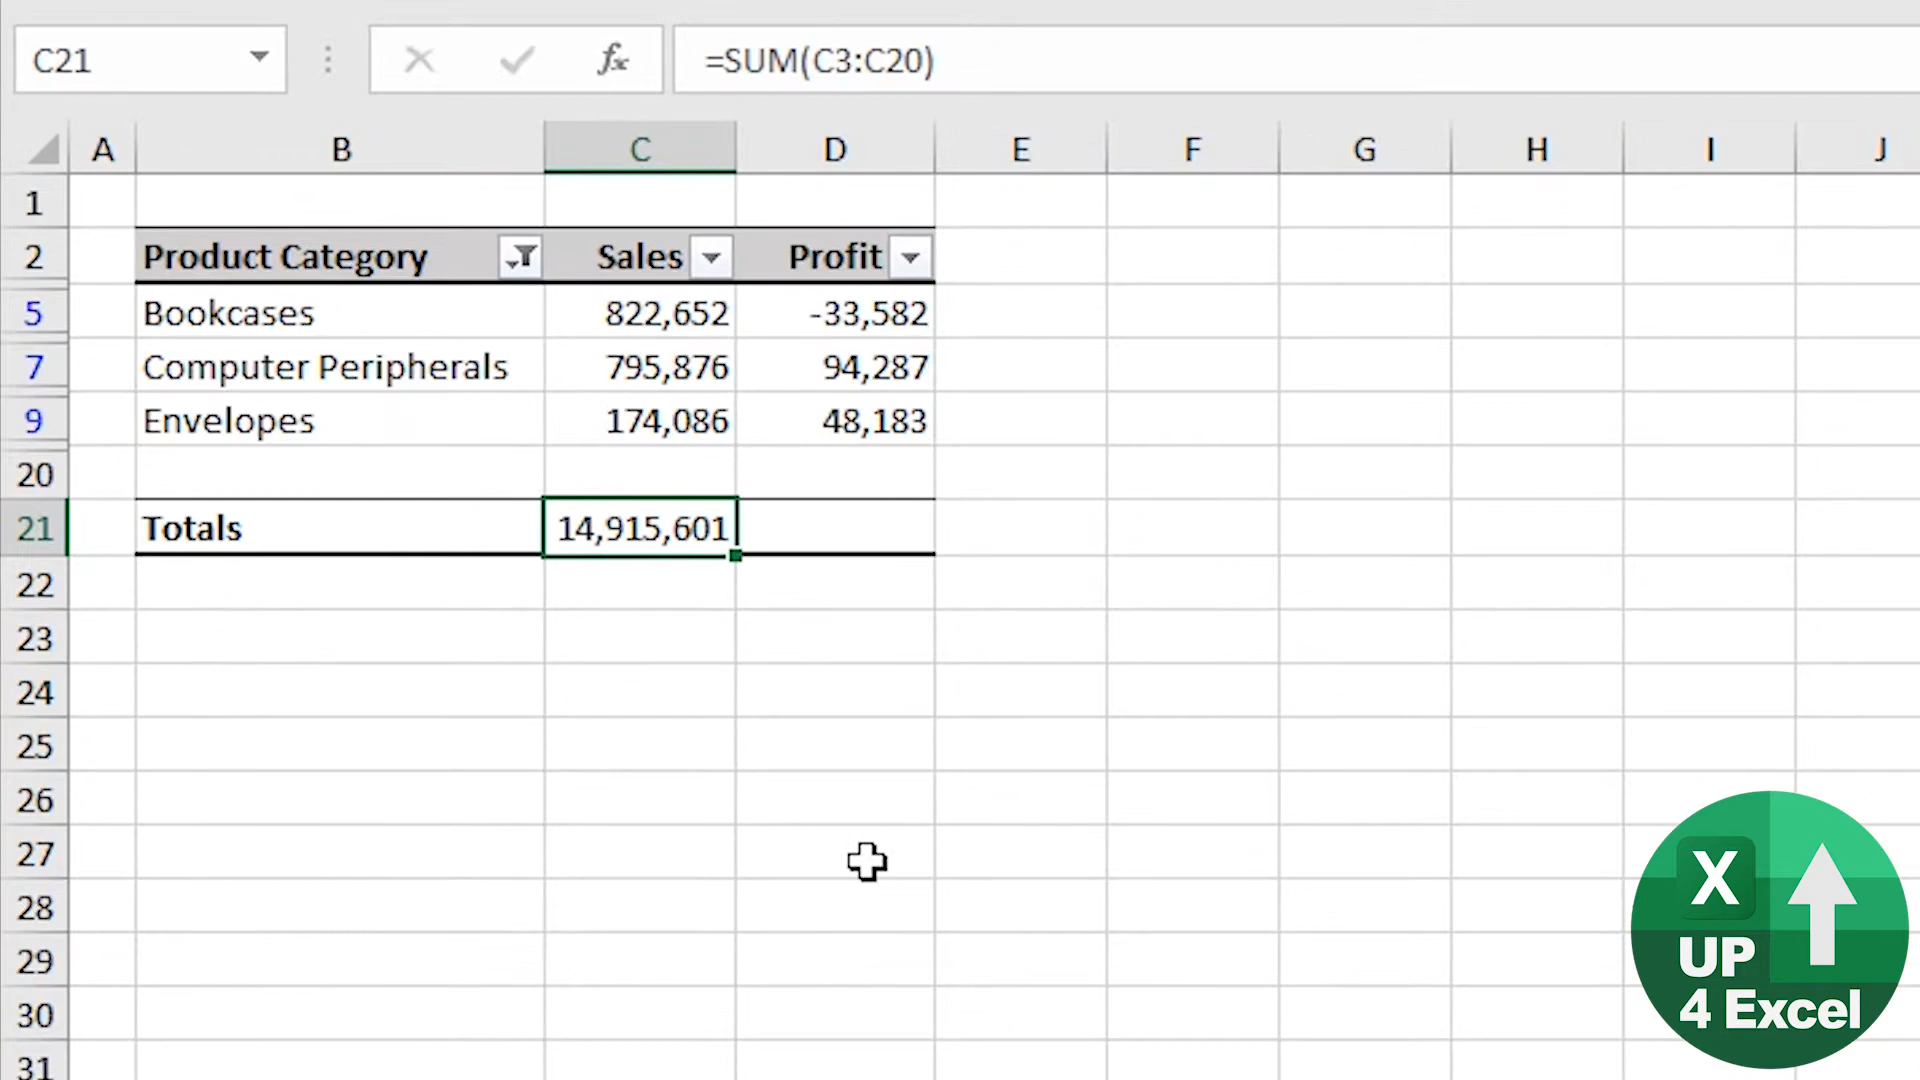 C21 fx =SUM(C3:C20)
A B C D E F G H I J
1
2 Product Category Sales Profit
5 Bookcases 822,652 -33,582
7 Computer Peripherals 795,876 94,287
9 Envelopes 174,086 48,183
20
21 Totals 14,915,601
22
23
24
25
26
27
28
29
30
31
X
UP
4 Excel